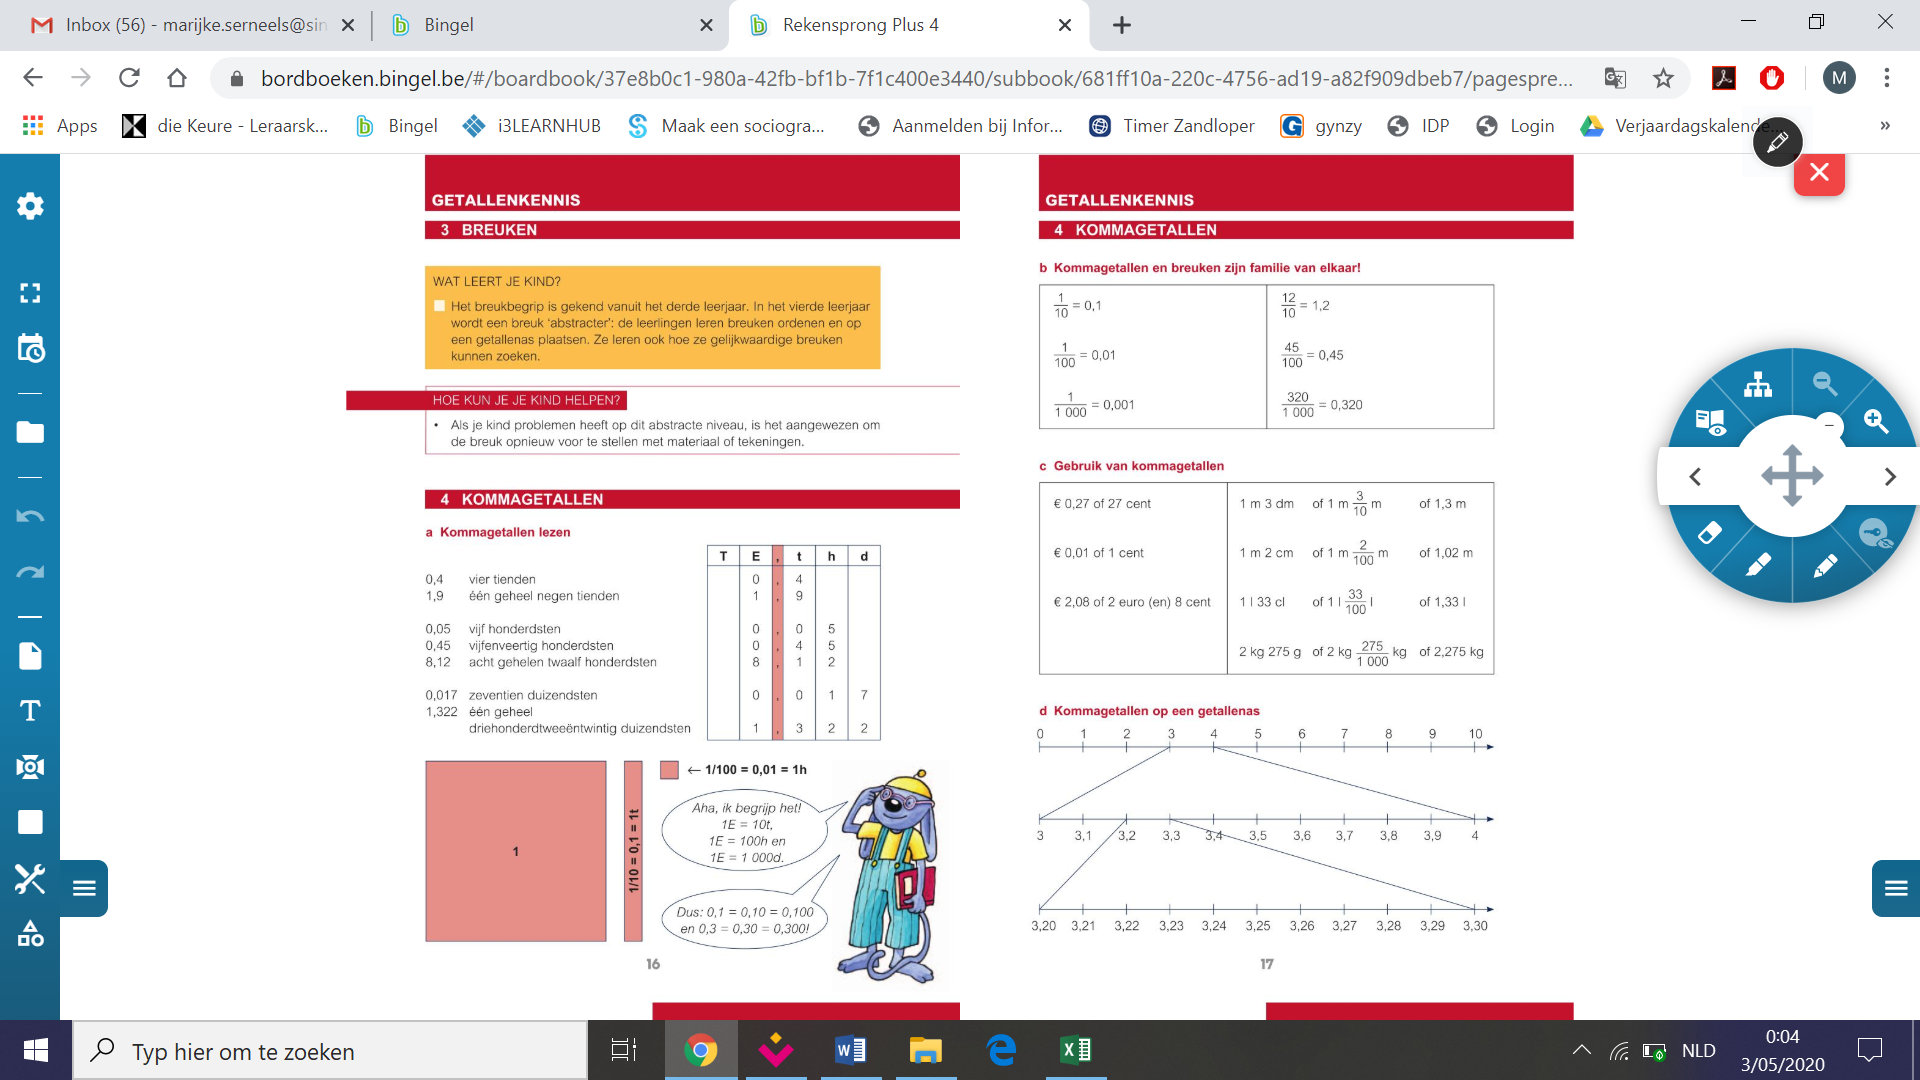 Inbox (56) - marijke.serneels@sin
Bingel
Rekensprong Plus 4
bordboeken.bingel.be/#/boardbook/37e8b0c1-980a-42fb-bf1b-7f1c400e3440/subbook/681ff10a-220c-4756-ad19-a82f909dbeb7/pagespre...
M
Apps
die Keure - Leraarsk...
Bingel
i3LEARNHUB
Maak een sociogra...
Aanmelden bij Infor...
Timer Zandloper
gynzy
IDP
Login
Verjaardagskalende...
»
GETALLENKENNIS
3 BREUKEN
WAT LEERT JE KIND?
Het breukbegrip is gekend vanuit het derde leerjaar. In het vierde leerjaar
wordt een breuk 'abstracter': de leerlingen leren breuken ordenen en op
een getallenas plaatsen. Ze leren ook hoe ze gelijkwaardige breuken
kunnen zoeken.
HOE KUN JE JE KIND HELPEN?
• Als je kind problemen heeft op dit abstracte niveau, is het aangewezen om
de breuk opnieuw voor te stellen met materiaal of tekeningen.
4 KOMMAGETALLEN
a Kommagetallen lezen
T E , t h d
0,4 vier tienden 0 , 4
1,9 één geheel negen tienden 1 , 9
0,05 vijf honderdsten 0 , 0 5
0,45 vijfenveertig honderdsten 0 , 4 5
8,12 acht gehelen twaalf honderdsten 8 , 1 2
0,017 zeventien duizendsten 0 , 0 1 7
1,322 één geheel
driehonderdtweeëntwintig duizendsten 1 , 3 2 2
1
1/10 = 0,1 = 1t
← 1/100 = 0,01 = 1h
Aha, ik begrijp het!
1E = 10t,
1E = 100h en
1E = 1 000d.
Dus: 0,1 = 0,10 = 0,100
en 0,3 = 0,30 = 0,300!
16
GETALLENKENNIS
4 KOMMAGETALLEN
b Kommagetallen en breuken zijn familie van elkaar!
1/10 = 0,1 12/10 = 1,2
1/100 = 0,01 45/100 = 0,45
1/1 000 = 0,001 320/1 000 = 0,320
c Gebruik van kommagetallen
€ 0,27 of 27 cent 1 m 3 dm of 1 m 3/10 m of 1,3 m
€ 0,01 of 1 cent 1 m 2 cm of 1 m 2/100 m of 1,02 m
€ 2,08 of 2 euro (en) 8 cent 1 l 33 cl of 1 l 33/100 l of 1,33 l
2 kg 275 g of 2 kg 275/1 000 kg of 2,275 kg
d Kommagetallen op een getallenas
0 1 2 3 4 5 6 7 8 9 10
3 3,1 3,2 3,3 3,4 3,5 3,6 3,7 3,8 3,9 4
3,20 3,21 3,22 3,23 3,24 3,25 3,26 3,27 3,28 3,29 3,30
17
Typ hier om te zoeken
NLD
0:04
3/05/2020